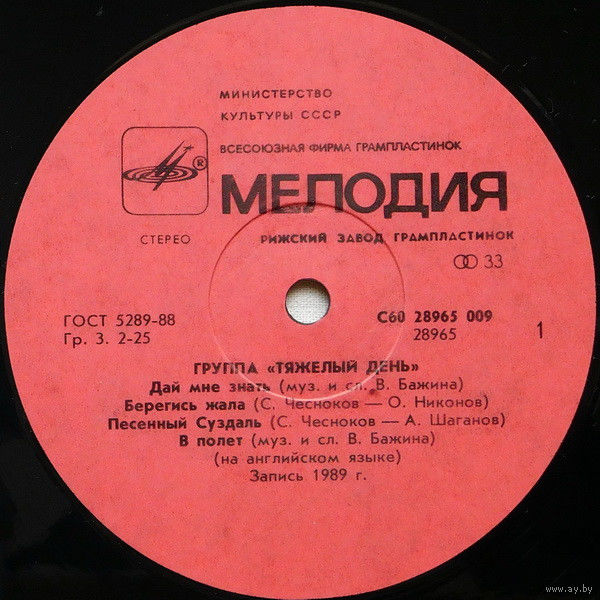 МИНИСТЕРСТВО
КУЛЬТУРЫ СССР
ВСЕСОЮЗНАЯ ФИРМА ГРАМПЛАСТИНОК
®
МЕЛОДИЯ
СТЕРЕО
РИЖСКИЙ ЗАВОД ГРАМПЛАСТИНОК
33
ГОСТ 5289-88
Гр. 3. 2-25
С60 28965 009
28965
1
ГРУППА «ТЯЖЕЛЫЙ ДЕНЬ»
Дай мне знать (муз. и сл. В. Бажина)
Берегись жала (С. Чесноков — О. Никонов)
Песенный Суздаль (С. Чесноков — А. Шаганов)
В полет (муз. и сл. В. Бажина)
(на английском языке)
Запись 1989 г.
www.ay.by